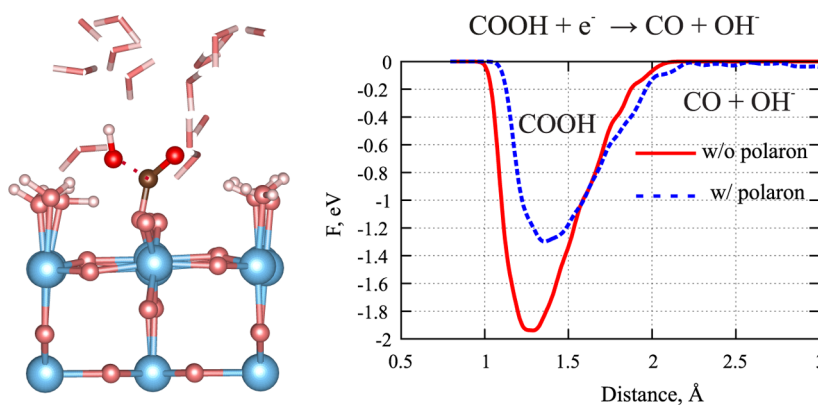 COOH + e⁻ → CO + OH⁻
0
-0.2
-0.4
-0.6
-0.8
-1
-1.2
-1.4
-1.6
-1.8
-2
F, eV
COOH
CO + OH⁻
w/o polaron
w/ polaron
0.5 1 1.5 2 2.5 3
Distance, Å